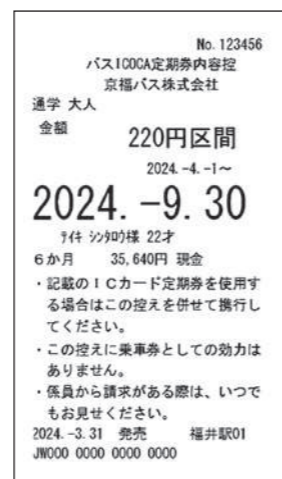 No. 123456
バスICOCA定期券内容控
京福バス株式会社
通学 大人
金額
220円区間
2024. -4. -1～
2024. -9. 30
ﾃｲｷ ｼﾝﾀﾛｳ様 22才
6か月 35,640円 現金
・記載のICカード定期券を使用す
る場合はこの控えを併せて携行し
てください。
・この控えに乗車券としての効力は
ありません。
・係員から請求がある際は、いつで
もお見せください。
2024. -3. 31 発売 福井駅01
JW000 0000 0000 0000